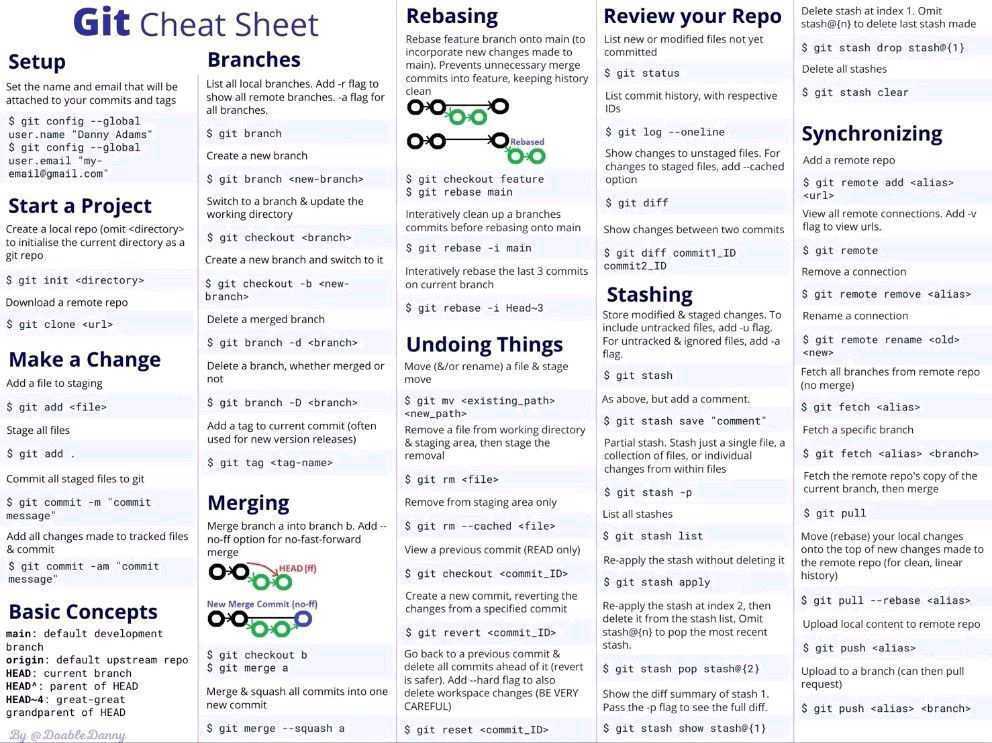 Git Cheat Sheet
Setup
Set the name and email that will be
attached to your commits and tags
$ git config --global
user.name "Danny Adams"
$ git config --global
user.email "my-
email@gmail.com"
Start a Project
Create a local repo (omit <directory>
to initialise the current directory as a
git repo
$ git init <directory>
Download a remote repo
$ git clone <url>
Make a Change
Add a file to staging
$ git add <file>
Stage all files
$ git add .
Commit all staged files to git
$ git commit -m "commit
message"
Add all changes made to tracked files
& commit
$ git commit -am "commit
message"
Basic Concepts
main: default development
branch
origin: default upstream repo
HEAD: current branch
HEAD^: parent of HEAD
HEAD~4: great-great
grandparent of HEAD
By @DoableDanny
Branches
List all local branches. Add -r flag to
show all remote branches. -a flag for
all branches.
$ git branch
Create a new branch
$ git branch <new-branch>
Switch to a branch & update the
working directory
$ git checkout <branch>
Create a new branch and switch to it
$ git checkout -b <new-
branch>
Delete a merged branch
$ git branch -d <branch>
Delete a branch, whether merged or
not
$ git branch -D <branch>
Add a tag to current commit (often
used for new version releases)
$ git tag <tag-name>
Merging
Merge branch a into branch b. Add --
no-ff option for no-fast-forward
merge
HEAD (ff)
New Merge Commit (no-ff)
$ git checkout b
$ git merge a
Merge & squash all commits into one
new commit
$ git merge --squash a
Rebasing
Rebase feature branch onto main (to
incorporate new changes made to
main). Prevents unnecessary merge
commits into feature, keeping history
clean
Rebased
$ git checkout feature
$ git rebase main
Interatively clean up a branches
commits before rebasing onto main
$ git rebase -i main
Interatively rebase the last 3 commits
on current branch
$ git rebase -i Head~3
Undoing Things
Move (&/or rename) a file & stage
move
$ git mv <existing_path>
<new_path>
Remove a file from working directory
& staging area, then stage the
removal
$ git rm <file>
Remove from staging area only
$ git rm --cached <file>
View a previous commit (READ only)
$ git checkout <commit_ID>
Create a new commit, reverting the
changes from a specified commit
$ git revert <commit_ID>
Go back to a previous commit &
delete all commits ahead of it (revert
is safer). Add --hard flag to also
delete workspace changes (BE VERY
CAREFUL)
$ git reset <commit_ID>
Review your Repo
List new or modified files not yet
committed
$ git status
List commit history, with respective
IDs
$ git log --oneline
Show changes to unstaged files. For
changes to staged files, add --cached
option
$ git diff
Show changes between two commits
$ git diff commit1_ID
commit2_ID
Stashing
Store modified & staged changes. To
include untracked files, add -u flag.
For untracked & ignored files, add -a
flag.
$ git stash
As above, but add a comment.
$ git stash save "comment"
Partial stash. Stash just a single file, a
collection of files, or individual
changes from within files
$ git stash -p
List all stashes
$ git stash list
Re-apply the stash without deleting it
$ git stash apply
Re-apply the stash at index 2, then
delete it from the stash list. Omit
stash@{n} to pop the most recent
stash.
$ git stash pop stash@{2}
Show the diff summary of stash 1.
Pass the -p flag to see the full diff.
$ git stash show stash@{1}
Delete stash at index 1. Omit
stash@{n} to delete last stash made
$ git stash drop stash@{1}
Delete all stashes
$ git stash clear
Synchronizing
Add a remote repo
$ git remote add <alias>
<url>
View all remote connections. Add -v
flag to view urls.
$ git remote
Remove a connection
$ git remote remove <alias>
Rename a connection
$ git remote rename <old>
<new>
Fetch all branches from remote repo
(no merge)
$ git fetch <alias>
Fetch a specific branch
$ git fetch <alias> <branch>
Fetch the remote repo's copy of the
current branch, then merge
$ git pull
Move (rebase) your local changes
onto the top of new changes made to
the remote repo (for clean, linear
history)
$ git pull --rebase <alias>
Upload local content to remote repo
$ git push <alias>
Upload to a branch (can then pull
request)
$ git push <alias> <branch>